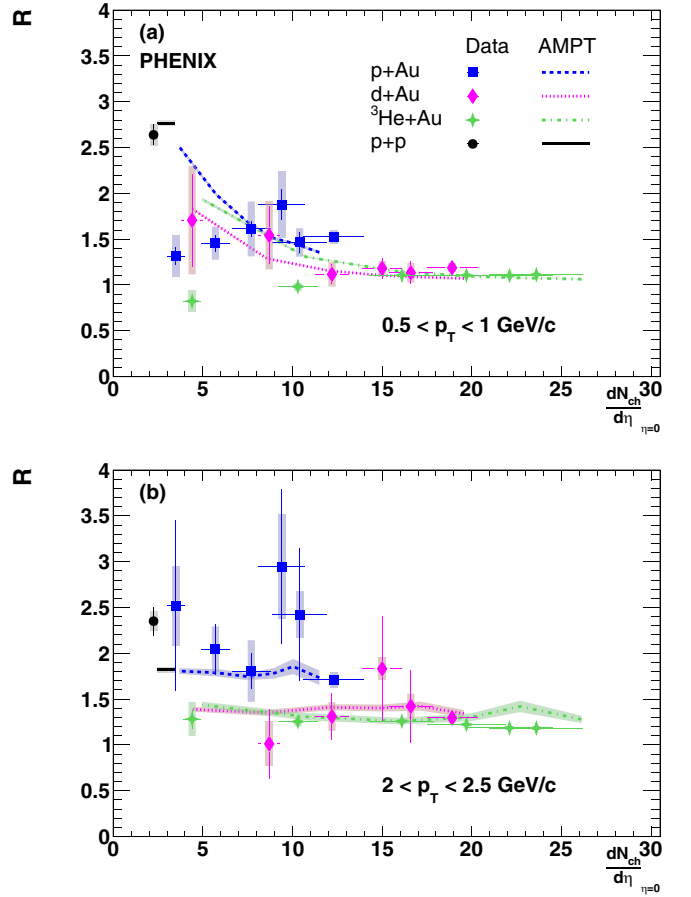 R
4
3.5
3
2.5
2
1.5
1
0.5
0
(a)
PHENIX
Data AMPT
p+Au
d+Au
³He+Au
p+p
0.5 < p_T < 1 GeV/c
0 5 10 15 20 25 30
dN_ch
dη η=0
R
4
3.5
3
2.5
2
1.5
1
0.5
0
(b)
2 < p_T < 2.5 GeV/c
0 5 10 15 20 25 30
dN_ch
dη η=0